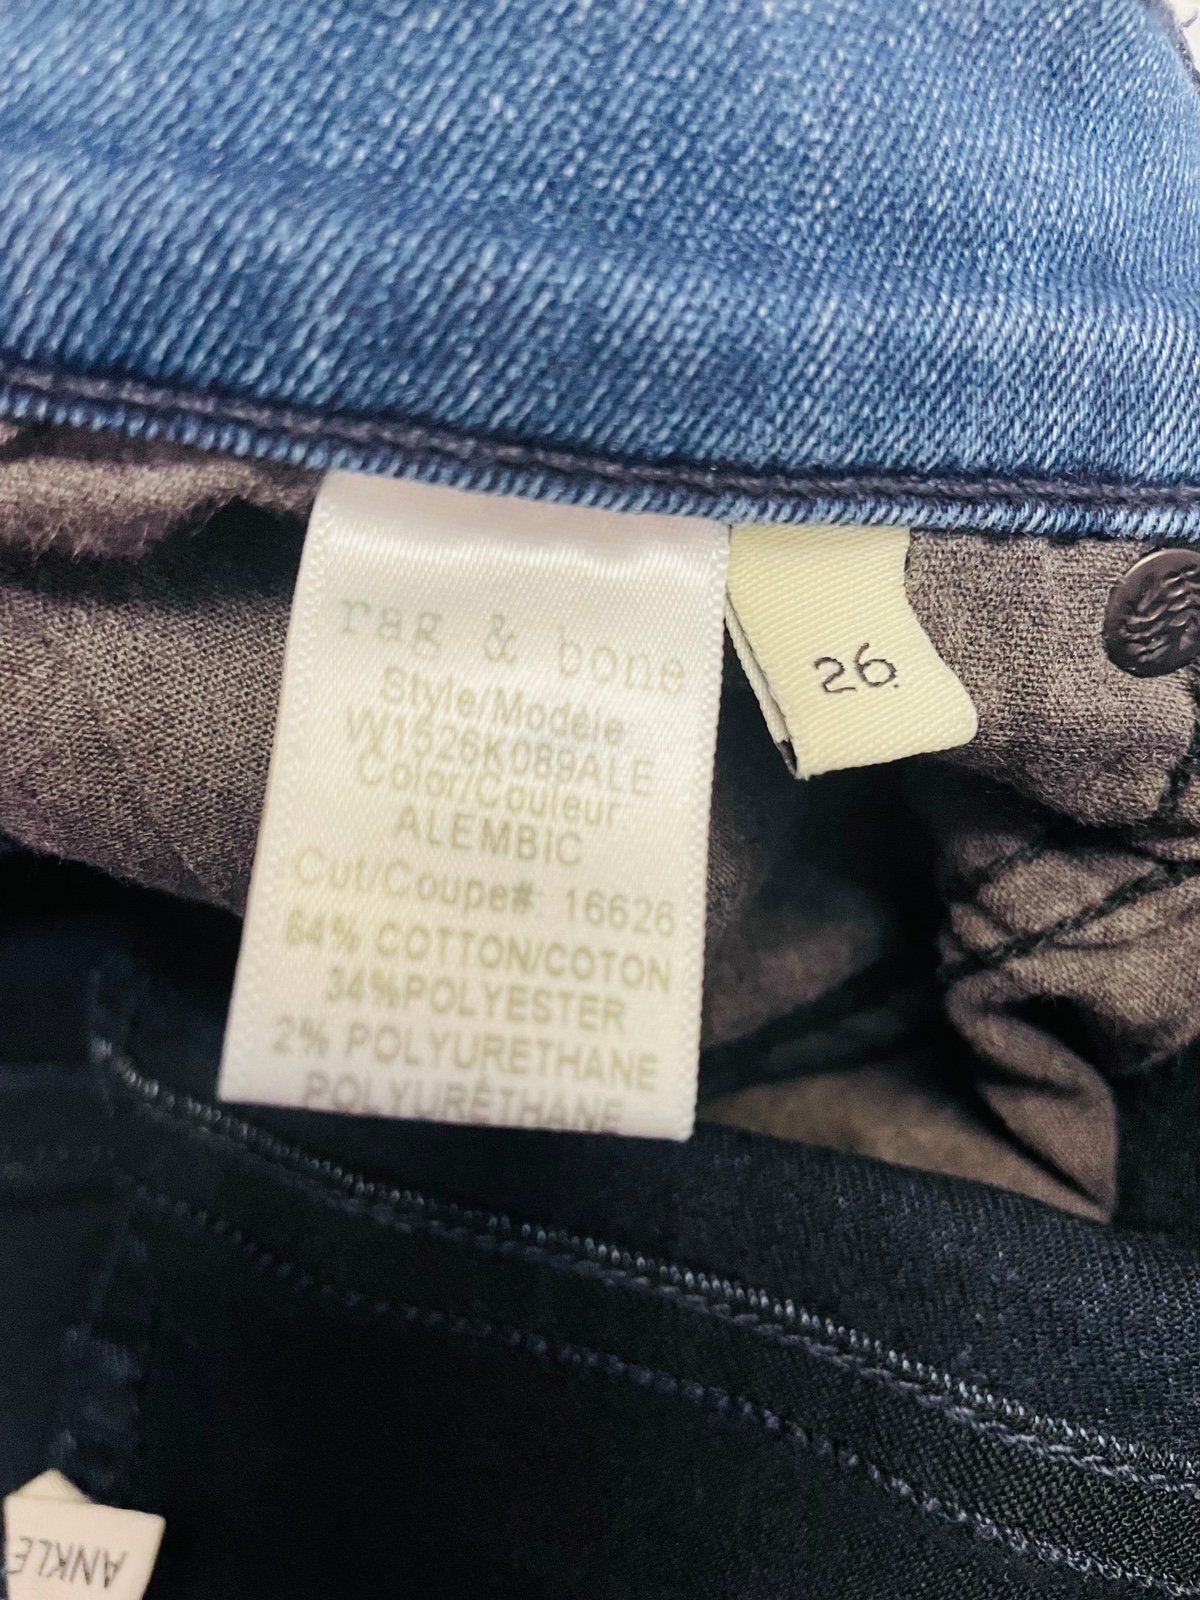 rag & bone
Style/Modèle
W1526K089ALE
Color/Couleur
ALEMBIC
Cut/Coupe#: 16626
64% COTTON/COTON
34%POLYESTER
2% POLYURETHANE
POLYURÉTHANE
26
ANKLE